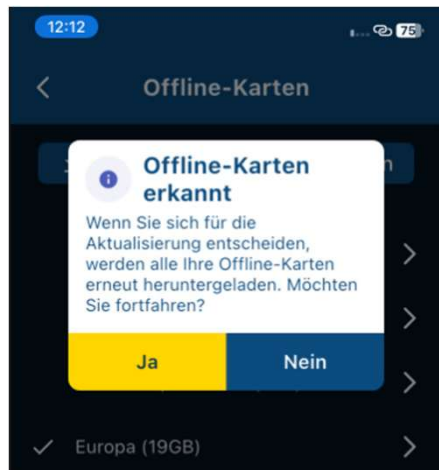 12:12
75
Offline-Karten
Offline-Karten
erkannt
Wenn Sie sich für die
Aktualisierung entscheiden,
werden alle Ihre Offline-Karten
erneut heruntergeladen. Möchten
Sie fortfahren?
Ja
Nein
Europa (19GB)